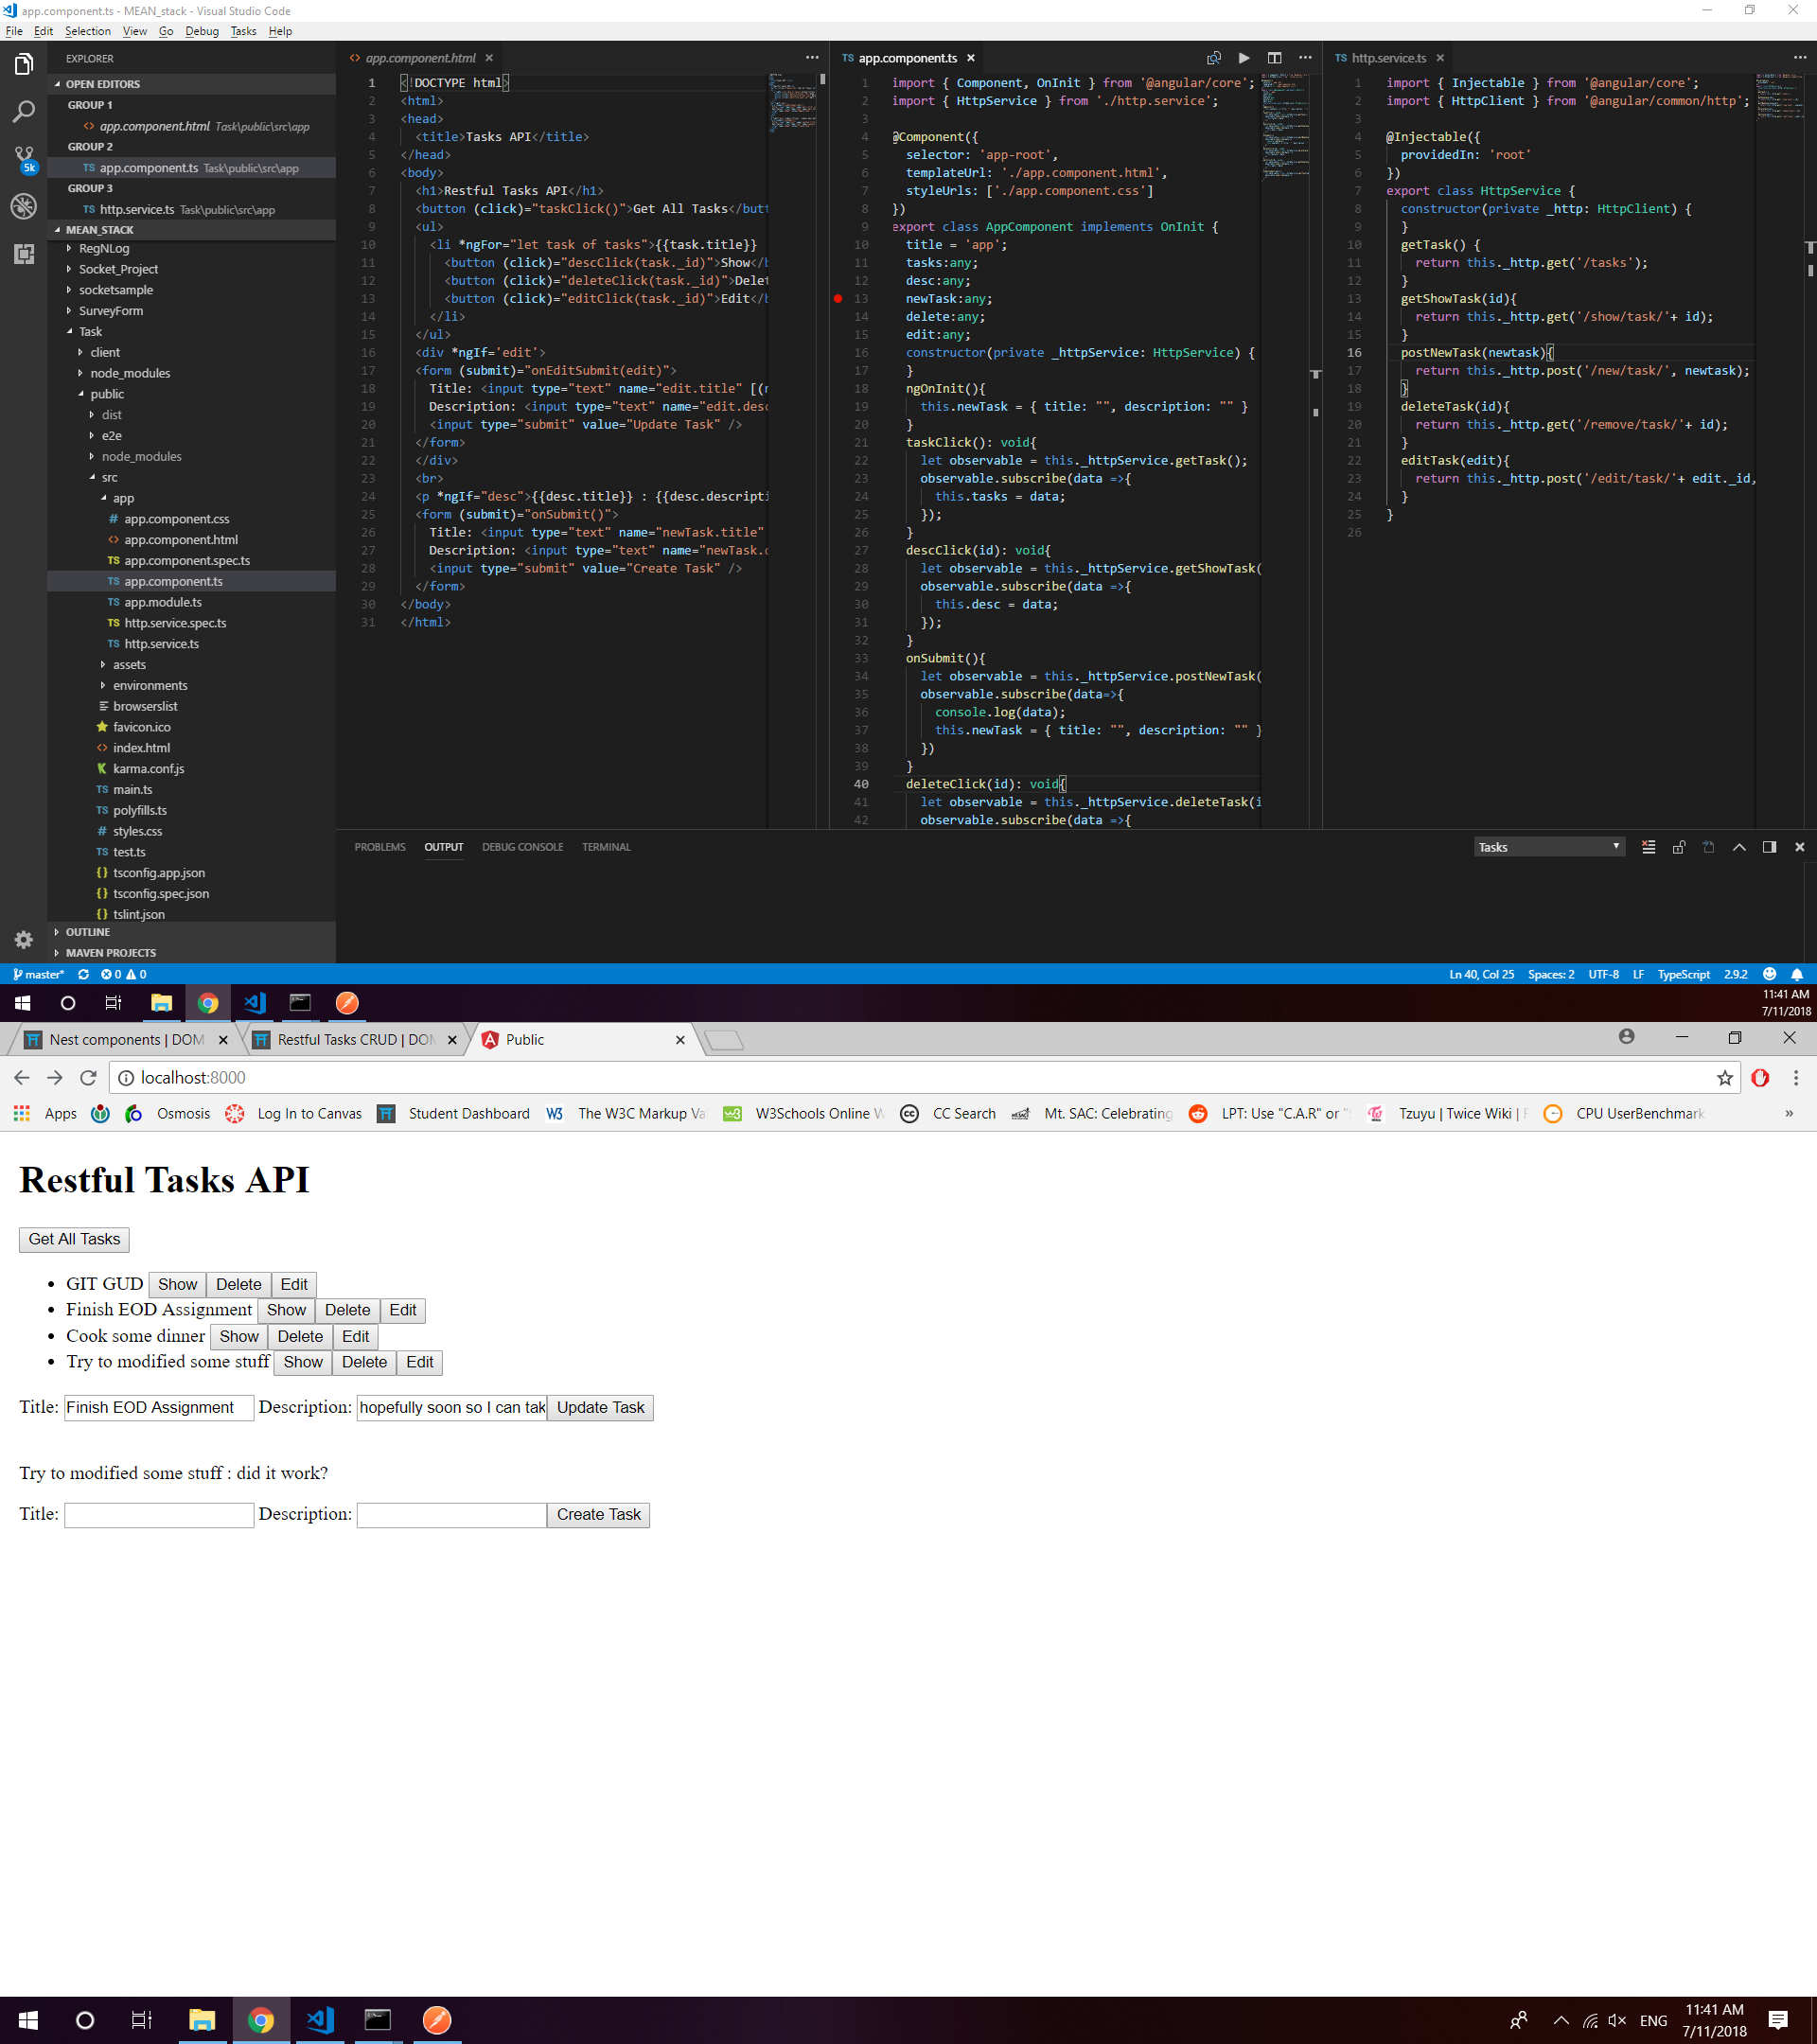 app.component.ts - MEAN_stack - Visual Studio Code
File Edit Selection View Go Debug Tasks Help
EXPLORER
OPEN EDITORS
GROUP 1
app.component.html Task\public\src\app
GROUP 2
TS app.component.ts Task\public\src\app
GROUP 3
TS http.service.ts Task\public\src\app
MEAN_STACK
RegNLog
Socket_Project
socketsample
SurveyForm
Task
client
node_modules
public
dist
e2e
node_modules
src
app
# app.component.css
<> app.component.html
TS app.component.spec.ts
TS app.component.ts
TS app.module.ts
TS http.service.spec.ts
TS http.service.ts
assets
environments
browserslist
favicon.ico
<> index.html
karma.conf.js
TS main.ts
TS polyfills.ts
# styles.css
TS test.ts
{} tsconfig.app.json
{} tsconfig.spec.json
{} tslint.json
OUTLINE
MAVEN PROJECTS
5k
<> app.component.html
1 <!DOCTYPE html>
2 <html>
3 <head>
4 <title>Tasks API</title>
5 </head>
6 <body>
7 <h1>Restful Tasks API</h1>
8 <button (click)="taskClick()">Get All Tasks</butt
9 <ul>
10 <li *ngFor="let task of tasks">{{task.title}}
11 <button (click)="descClick(task._id)">Show</b
12 <button (click)="deleteClick(task._id)">Delet
13 <button (click)="editClick(task._id)">Edit</b
14 </li>
15 </ul>
16 <div *ngIf='edit'>
17 <form (submit)="onEditSubmit(edit)">
18 Title: <input type="text" name="edit.title" [(n
19 Description: <input type="text" name="edit.desc
20 <input type="submit" value="Update Task" />
21 </form>
22 </div>
23 <br>
24 <p *ngIf="desc">{{desc.title}} : {{desc.descripti
25 <form (submit)="onSubmit()">
26 Title: <input type="text" name="newTask.title"
27 Description: <input type="text" name="newTask.d
28 <input type="submit" value="Create Task" />
29 </form>
30 </body>
31 </html>
TS app.component.ts
1 import { Component, OnInit } from '@angular/core';
2 import { HttpService } from './http.service';
3
4 @Component({
5 selector: 'app-root',
6 templateUrl: './app.component.html',
7 styleUrls: ['./app.component.css']
8 })
9 export class AppComponent implements OnInit {
10 title = 'app';
11 tasks:any;
12 desc:any;
13 newTask:any;
14 delete:any;
15 edit:any;
16 constructor(private _httpService: HttpService) {
17 }
18 ngOnInit(){
19 this.newTask = { title: "", description: "" }
20 }
21 taskClick(): void{
22 let observable = this._httpService.getTask();
23 observable.subscribe(data =>{
24 this.tasks = data;
25 });
26 }
27 descClick(id): void{
28 let observable = this._httpService.getShowTask(
29 observable.subscribe(data =>{
30 this.desc = data;
31 });
32 }
33 onSubmit(){
34 let observable = this._httpService.postNewTask(
35 observable.subscribe(data=>{
36 console.log(data);
37 this.newTask = { title: "", description: "" }
38 })
39 }
40 deleteClick(id): void{
41 let observable = this._httpService.deleteTask(i
42 observable.subscribe(data =>{
TS http.service.ts
1 import { Injectable } from '@angular/core';
2 import { HttpClient } from '@angular/common/http';
3
4 @Injectable({
5 providedIn: 'root'
6 })
7 export class HttpService {
8 constructor(private _http: HttpClient) {
9 }
10 getTask() {
11 return this._http.get('/tasks');
12 }
13 getShowTask(id){
14 return this._http.get('/show/task/'+ id);
15 }
16 postNewTask(newtask){
17 return this._http.post('/new/task/', newtask);
18 }
19 deleteTask(id){
20 return this._http.get('/remove/task/'+ id);
21 }
22 editTask(edit){
23 return this._http.post('/edit/task/'+ edit._id,
24 }
25 }
26
PROBLEMS OUTPUT DEBUG CONSOLE TERMINAL
Tasks
master* 0 0
Ln 40, Col 25 Spaces: 2 UTF-8 LF TypeScript 2.9.2
11:41 AM
7/11/2018
Nest components | DOM
Restful Tasks CRUD | DOM
Public
localhost:8000
Apps Osmosis Log In to Canvas Student Dashboard W3 The W3C Markup Va w3 W3Schools Online W cc CC Search Mt. SAC: Celebrating LPT: Use "C.A.R" or " Tzuyu | Twice Wiki | CPU UserBenchmark »
Restful Tasks API
Get All Tasks
• GIT GUD Show Delete Edit
• Finish EOD Assignment Show Delete Edit
• Cook some dinner Show Delete Edit
• Try to modified some stuff Show Delete Edit
Title: Finish EOD Assignment Description: hopefully soon so I can tak Update Task
Try to modified some stuff : did it work?
Title: Description: Create Task
ENG
11:41 AM
7/11/2018